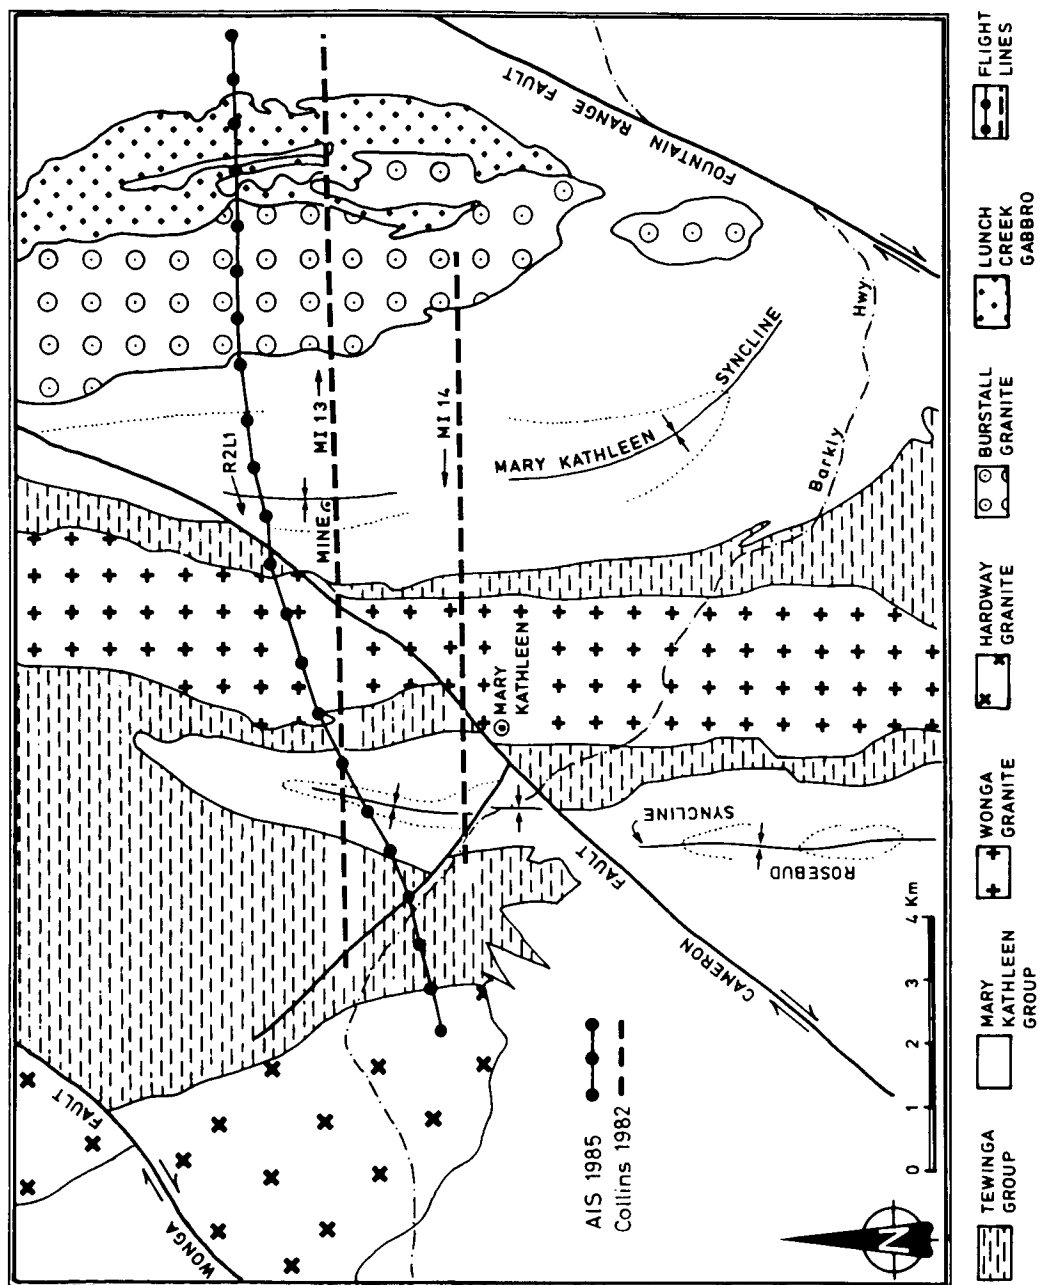 WONGA
FAULT
R2L1
MINE
MI 13
MI 14
MARY KATHLEEN
SYNCLINE
FOUNTAIN RANGE FAULT
Barkly
Hwy
MARY
KATHLEEN
SYNCLINE
ROSEBUD
CAMERON
FAULT
AIS 1985
Collins 1982
0 1 2 3 4 Km
N
TEWINGA
GROUP
MARY
KATHLEEN
GROUP
WONGA
GRANITE
HARDWAY
GRANITE
BURSTALL
GRANITE
LUNCH
CREEK
GABBRO
FLIGHT
LINES